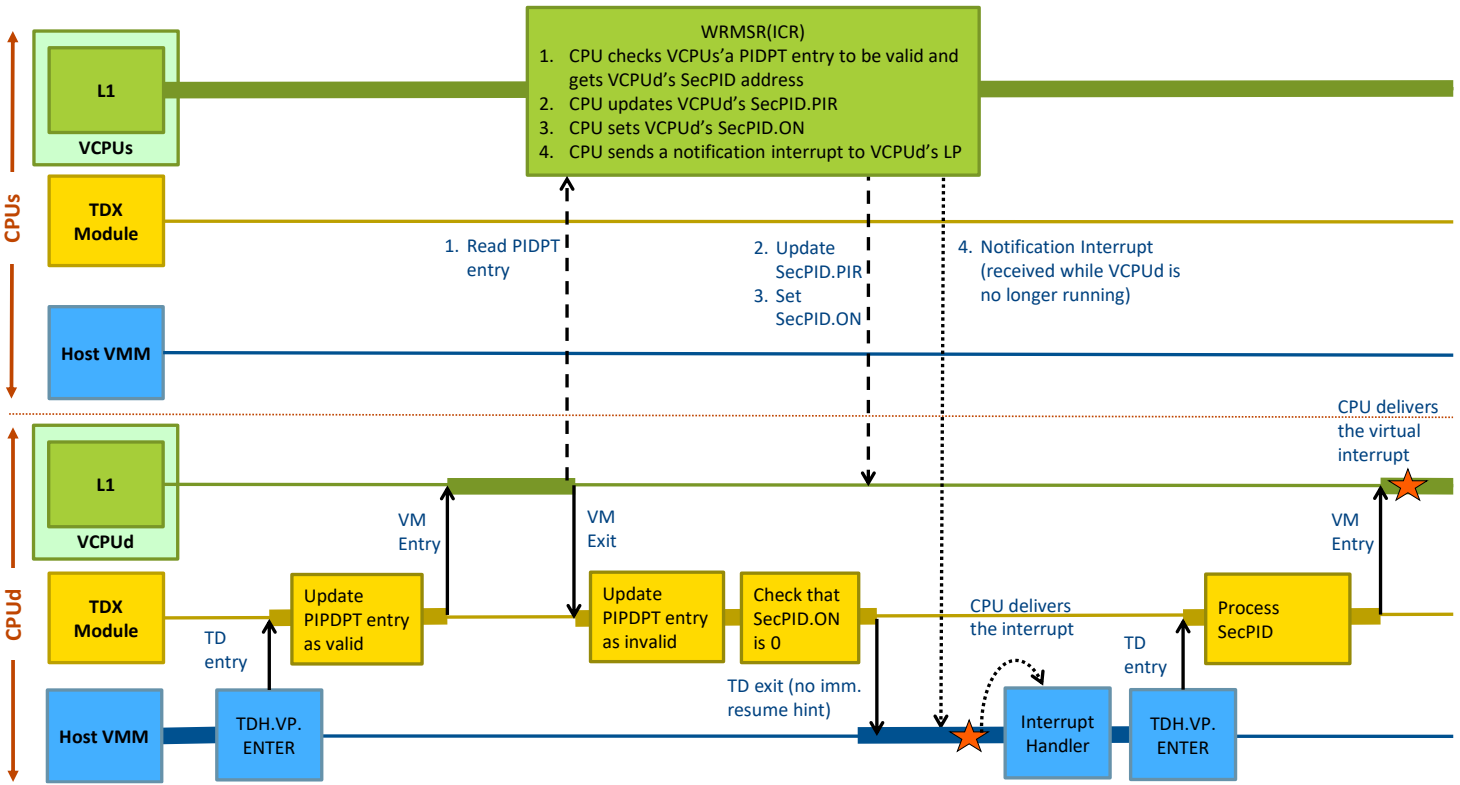 WRMSR(ICR)
1. CPU checks VCPUs'a PIDPT entry to be valid and
gets VCPUd's SecPID address
2. CPU updates VCPUd's SecPID.PIR
3. CPU sets VCPUd's SecPID.ON
4. CPU sends a notification interrupt to VCPUd's LP
CPUs
L1
VCPUs
TDX
Module
1. Read PIDPT
entry
2. Update
SecPID.PIR
3. Set
SecPID.ON
4. Notification Interrupt
(received while VCPUd is
no longer running)
Host VMM
CPU delivers
the virtual
interrupt
CPUd
L1
VCPUd
VM
Entry
VM
Exit
VM
Entry
TDX
Module
TD
entry
Update
PIPDPT entry
as valid
Update
PIPDPT entry
as invalid
Check that
SecPID.ON
is 0
CPU delivers
the interrupt
TD
entry
Process
SecPID
TD exit (no imm.
resume hint)
Host VMM
TDH.VP.
ENTER
Interrupt
Handler
TDH.VP.
ENTER